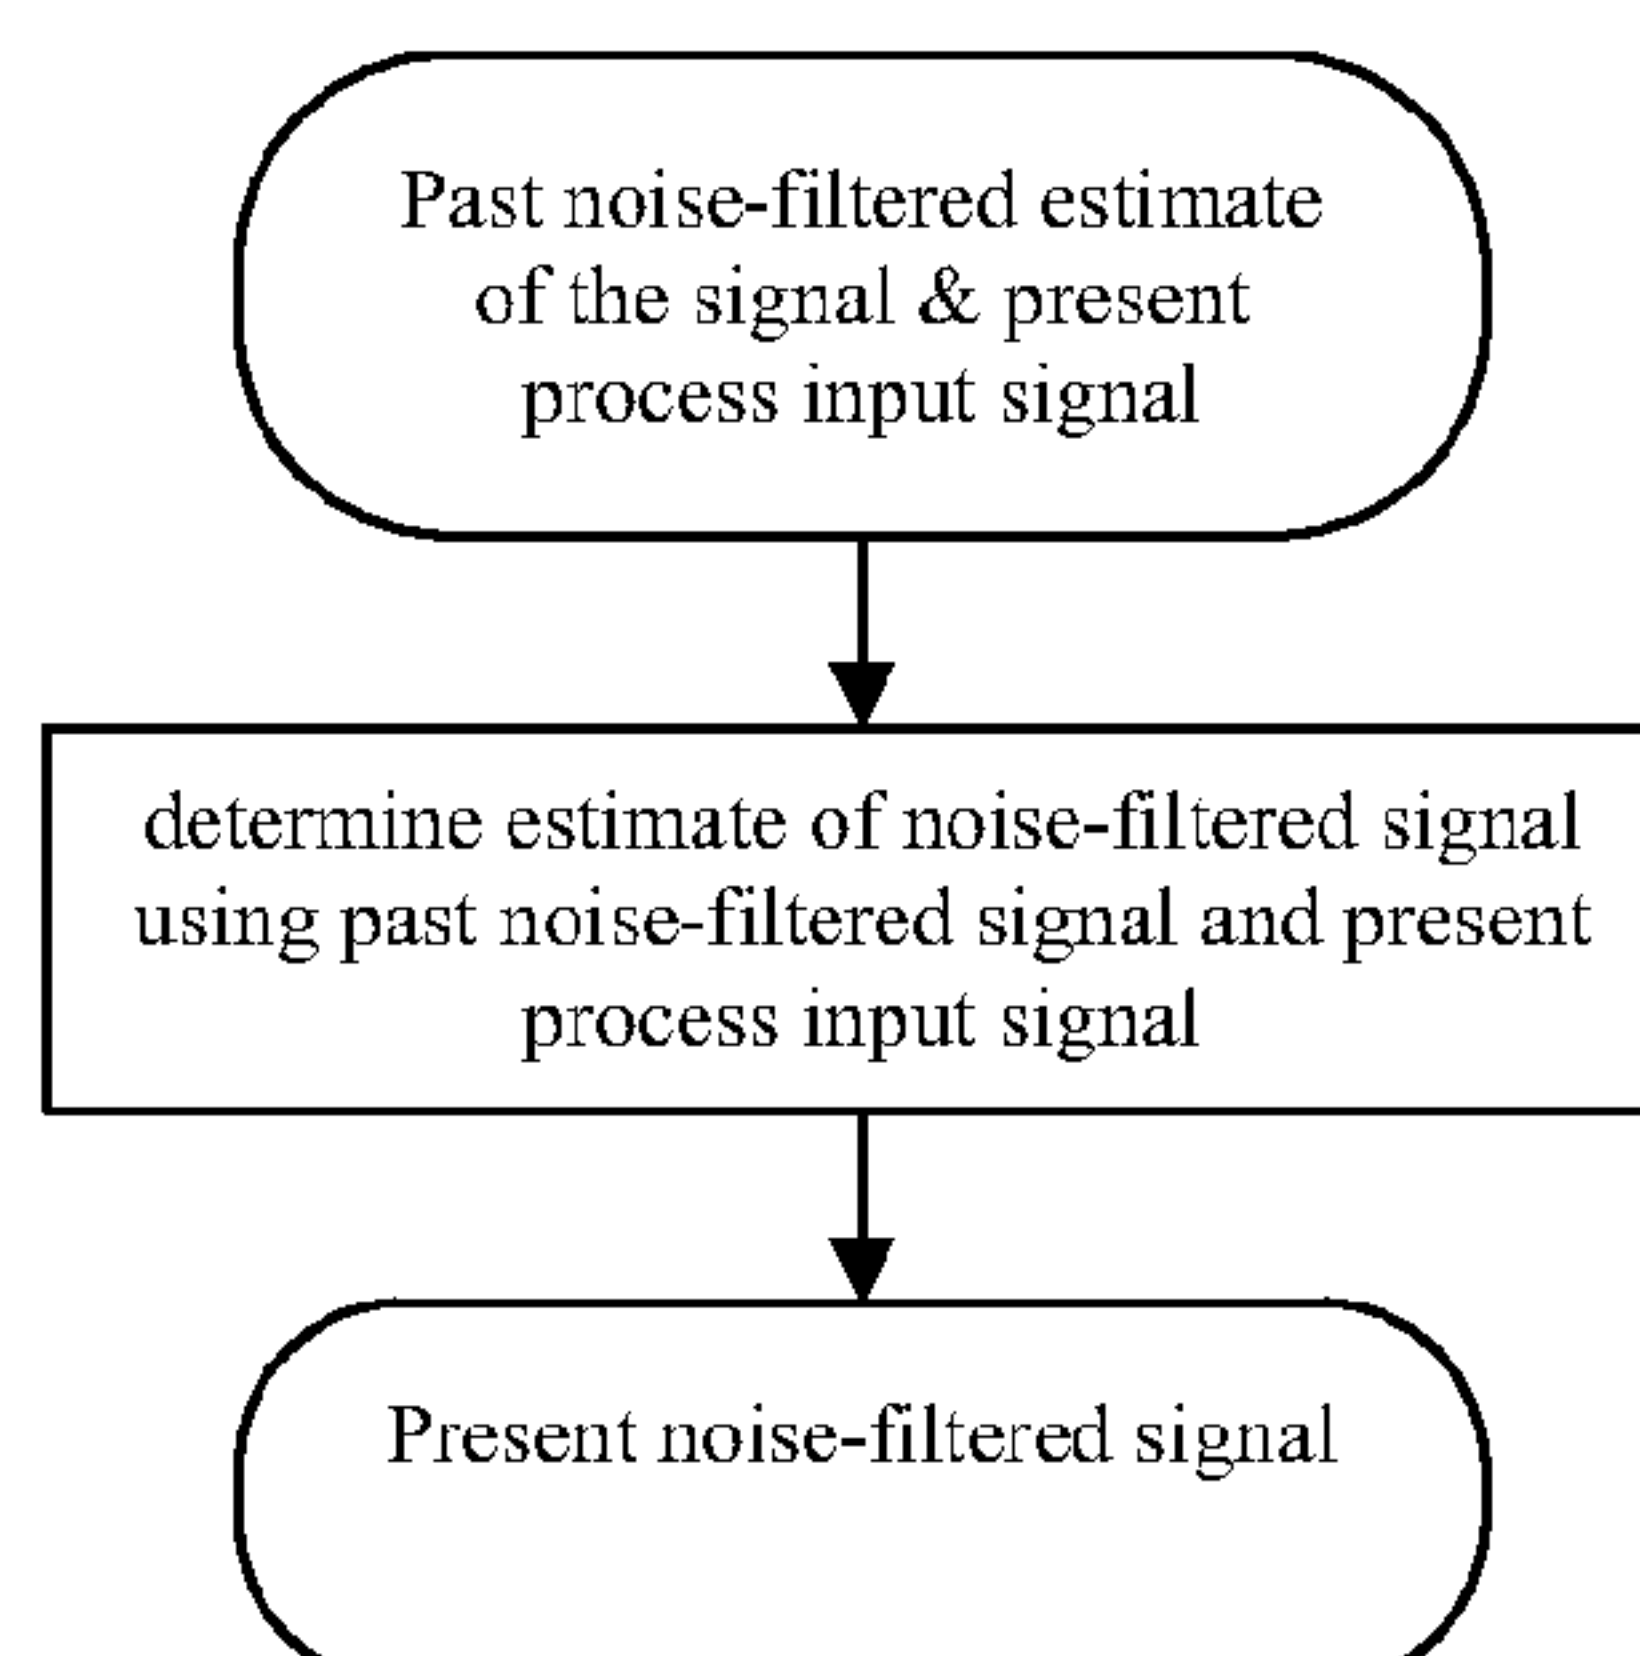 Past noise-filtered estimate
of the signal & present
process input signal
determine estimate of noise-filtered signal
using past noise-filtered signal and present
process input signal
Present noise-filtered signal